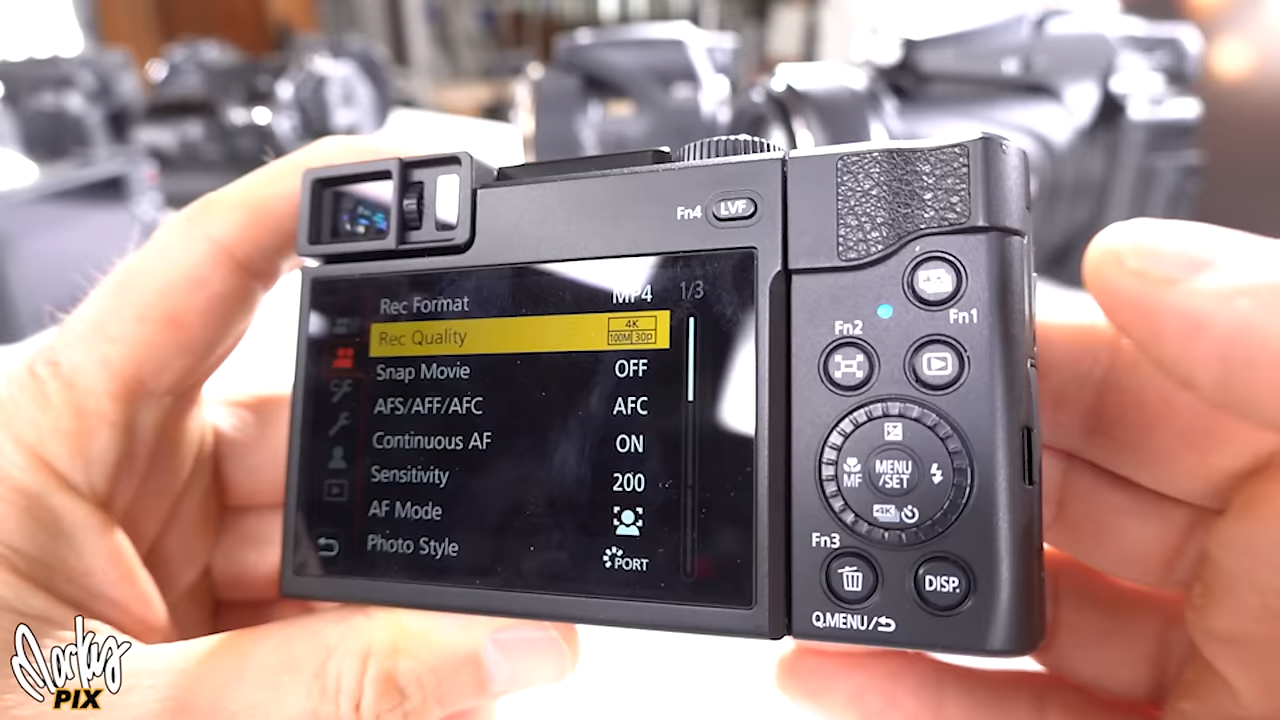 Fn4 LVF
Rec Format MP4 1/3
Rec Quality 4K 100M 30p
Snap Movie OFF
AFS/AFF/AFC AFC
Continuous AF ON
Sensitivity 200
AF Mode
Photo Style PORT
Fn1
Fn2
MENU /SET
MF
4K
Fn3
DISP.
Q.MENU/
Markus
PIX